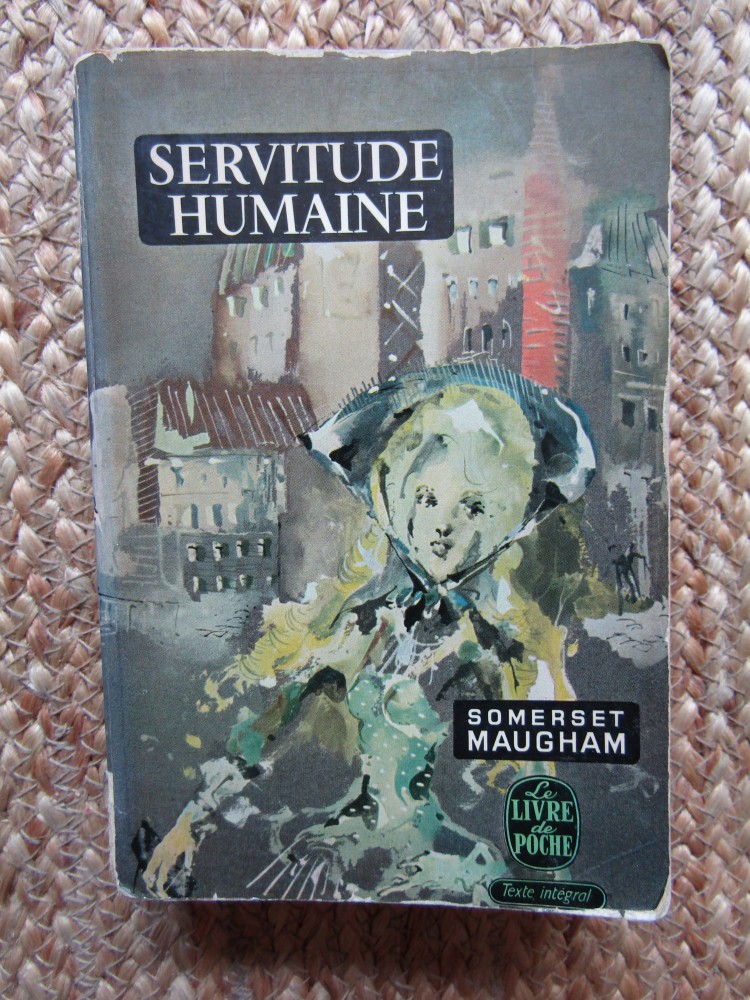 SERVITUDE
HUMAINE
SOMERSET
MAUGHAM
Le
LIVRE
de
POCHE
Texte intégral